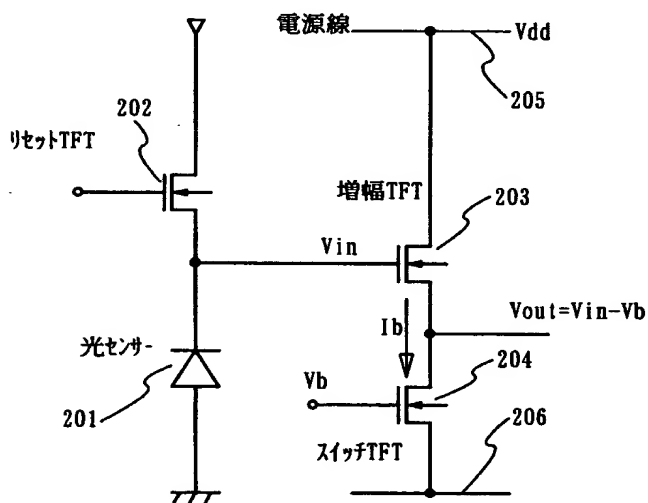 電源線
Vdd
205
202
リセットTFT
増幅TFT
203
Vin
Vout=Vin-Vb
光センサー
Ib
201
Vb
204
スイッチTFT
206